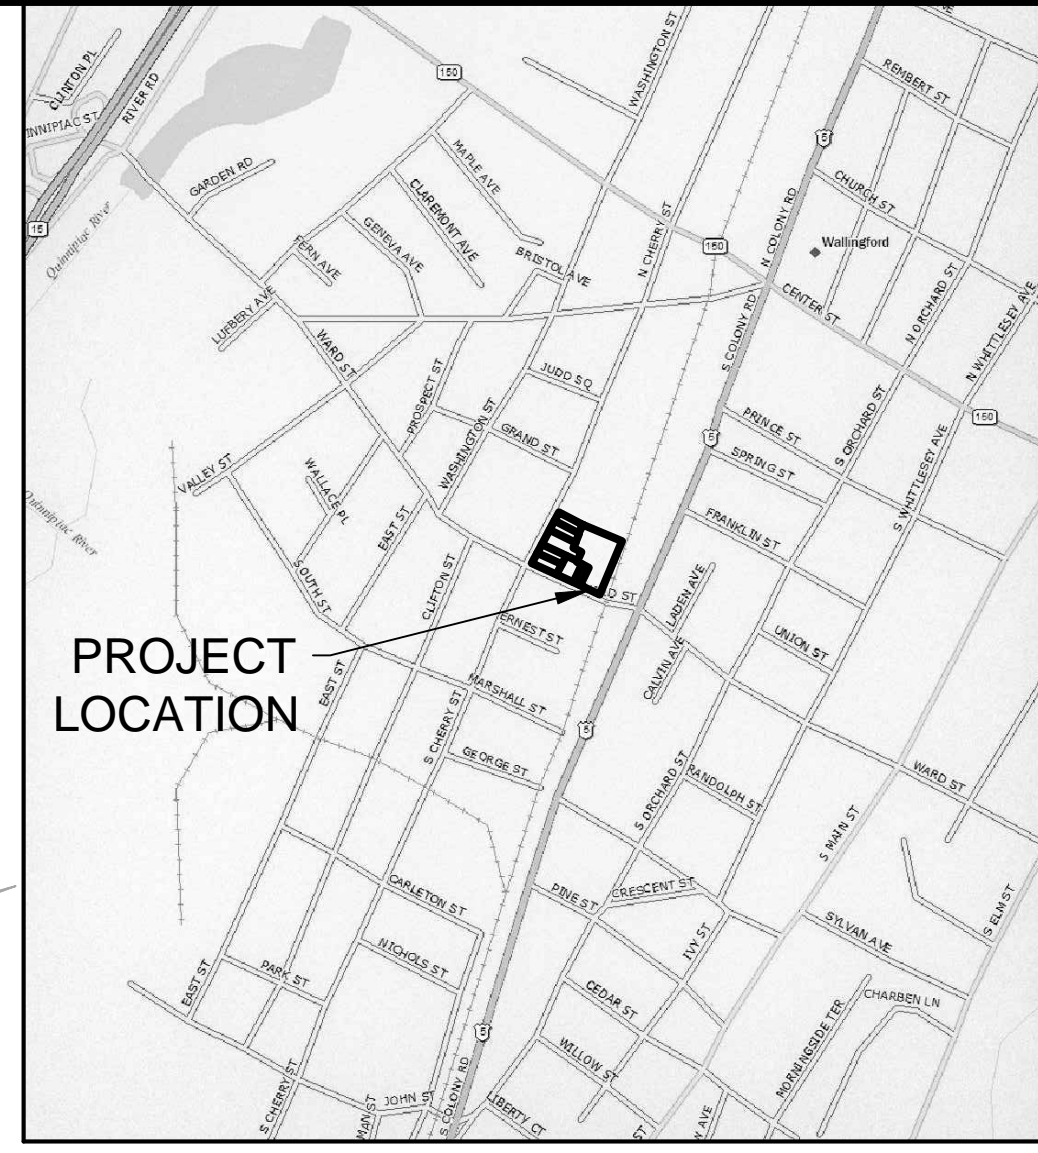 WASHINGTON ST
CLINTON PL
RIVER RD
INNIPIAC ST
150
REMBERT ST
5
MAPLE AVE
GARDEN RD
CLAREMONT AVE
CHURCH ST
Quinnipiac River
15
GENEVA AVE
FERN AVE
BRISTOL AVE
N CHERRY ST
150
N COLONY RD
Wallingford
CENTER ST
N ORCHARD ST
N WHITTLESEY AVE
LUFBERY AVE
WARD ST
S COLONY RD
JUDD SQ
PROSPECT ST
WASHINGTON ST
GRAND ST
5
PRINCE ST
S ORCHARD ST
150
SPRING ST
S WHITTLESEY AVE
VALLEY ST
WALLACE PL
EAST ST
FRANKLIN ST
Quinnipiac River
SOUTH ST
CLIFTON ST
D ST
LADEN AVE
ERNEST ST
UNION ST
CALVIN AVE
PROJECT
LOCATION
EAST ST
MARSHALL ST
S CHERRY ST
5
GEORGE ST
S ORCHARD ST
RANDOLPH ST
WARD ST
S MAIN ST
CARLETON ST
PINE ST
CRESCENT ST
S ELM ST
SYLVAN AVE
IVY ST
NICHOLS ST
PARK ST
EAST ST
CEDAR ST
CHARBEN LN
MORNINGSIDE TER
5
WILLOW ST
S CHERRY ST
MAN ST
JOHN ST
S COLONY RD
LIBERTY CT
ST
N AVE